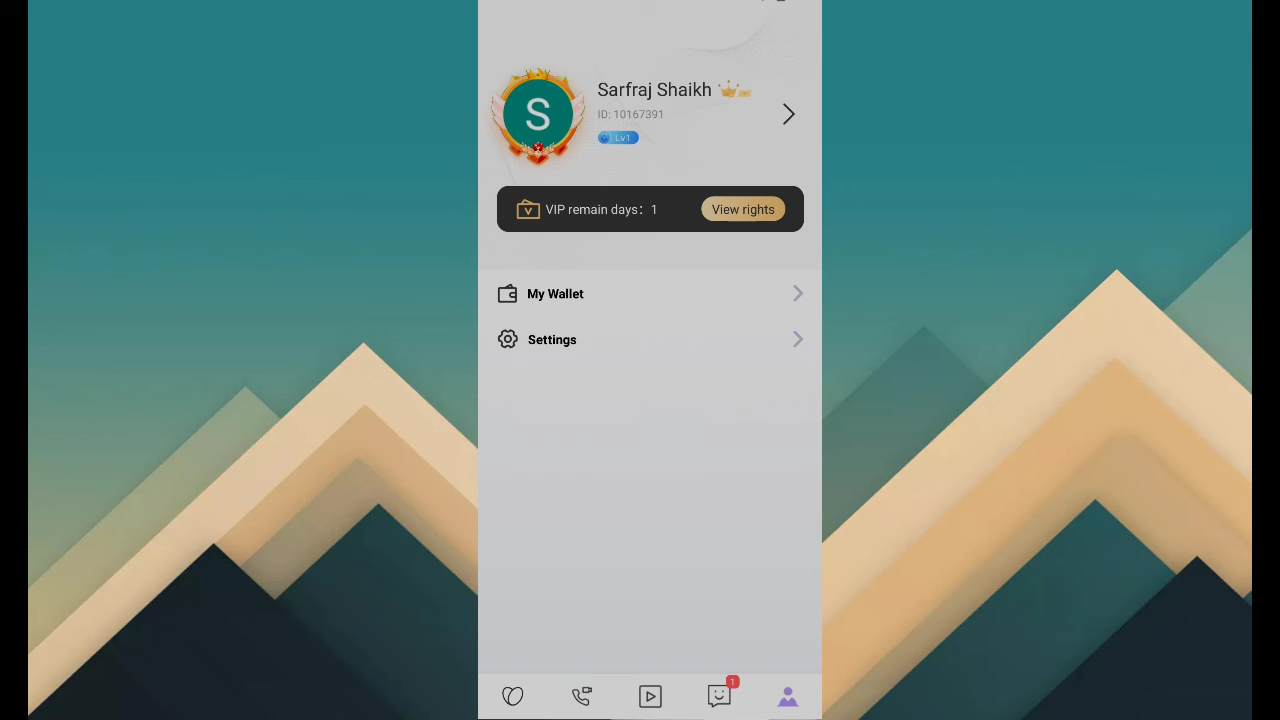 S
Sarfraj Shaikh
ID: 10167391
Lv1
VIP remain days: 1
View rights
My Wallet
Settings
1